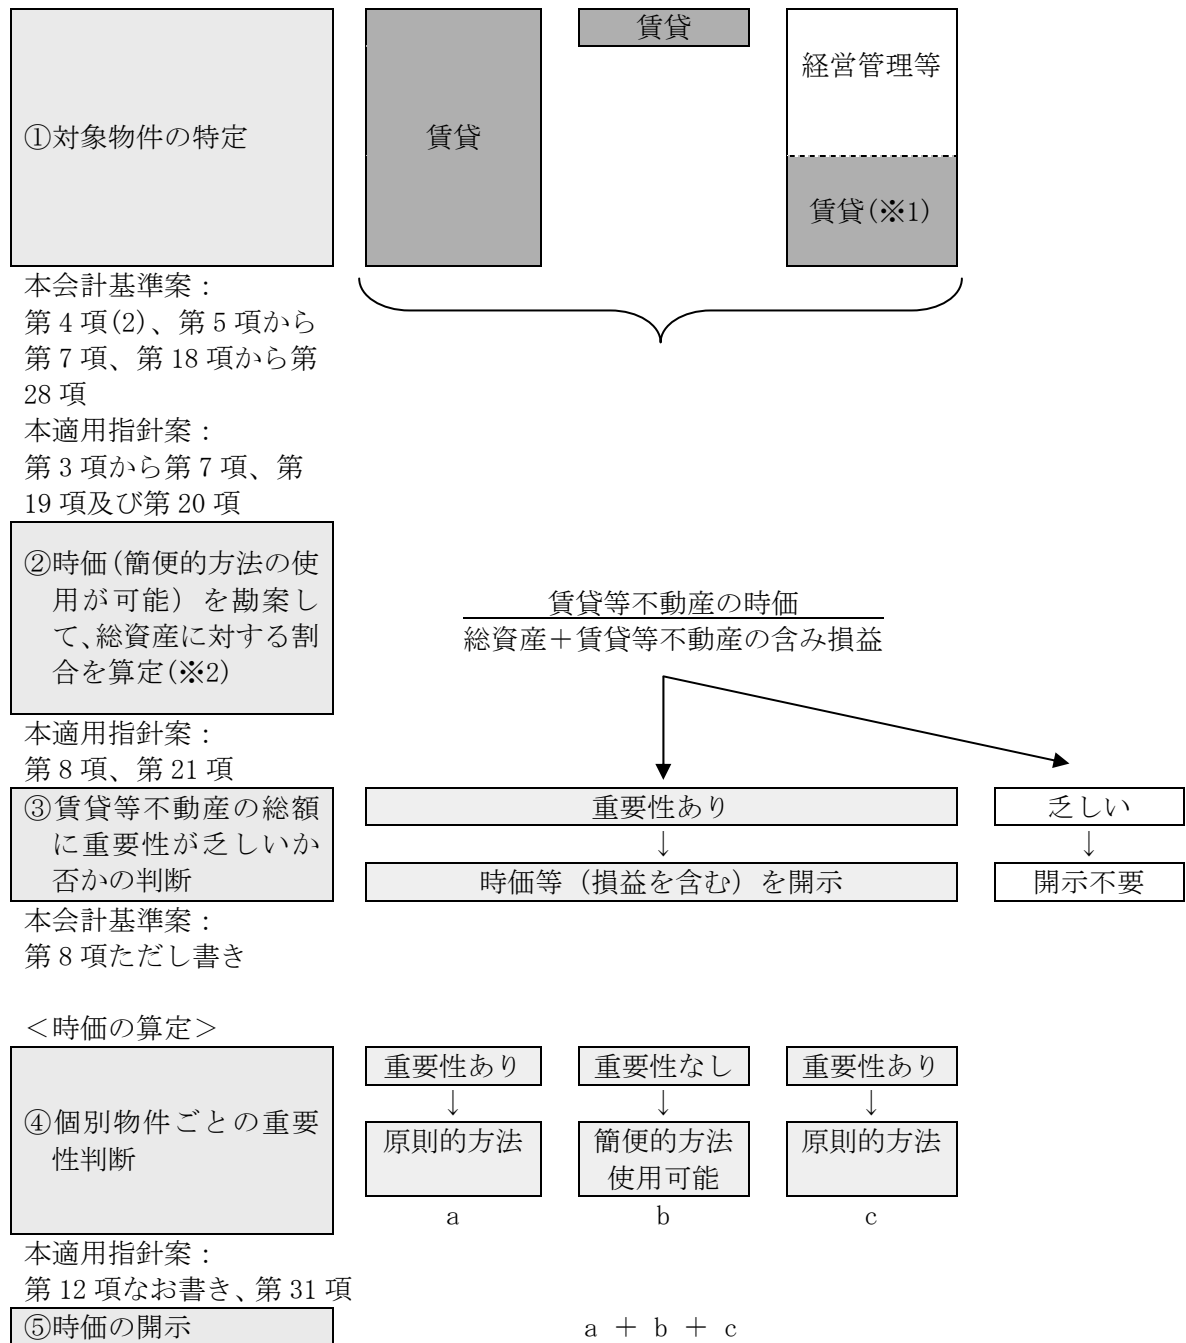 ①対象物件の特定
賃貸
賃貸
経営管理等
賃貸(※1)
本会計基準案：
第4項(2)、第5項から
第7項、第18項から第
28項
本適用指針案：
第3項から第7項、第
19項及び第20項
②時価(簡便的方法の使
用が可能）を勘案し
て、総資産に対する割
合を算定(※2)
賃貸等不動産の時価
総資産＋賃貸等不動産の含み損益
本適用指針案：
第8項、第21項
③賃貸等不動産の総額
に重要性が乏しいか
否かの判断
重要性あり
↓
時価等（損益を含む）を開示
乏しい
↓
開示不要
本会計基準案：
第8項ただし書き
＜時価の算定＞
④個別物件ごとの重要
性判断
重要性あり
↓
原則的方法
a
重要性なし
↓
簡便的方法
使用可能
b
重要性あり
↓
原則的方法
c
本適用指針案：
第12項なお書き、第31項
⑤時価の開示
a ＋ b ＋ c